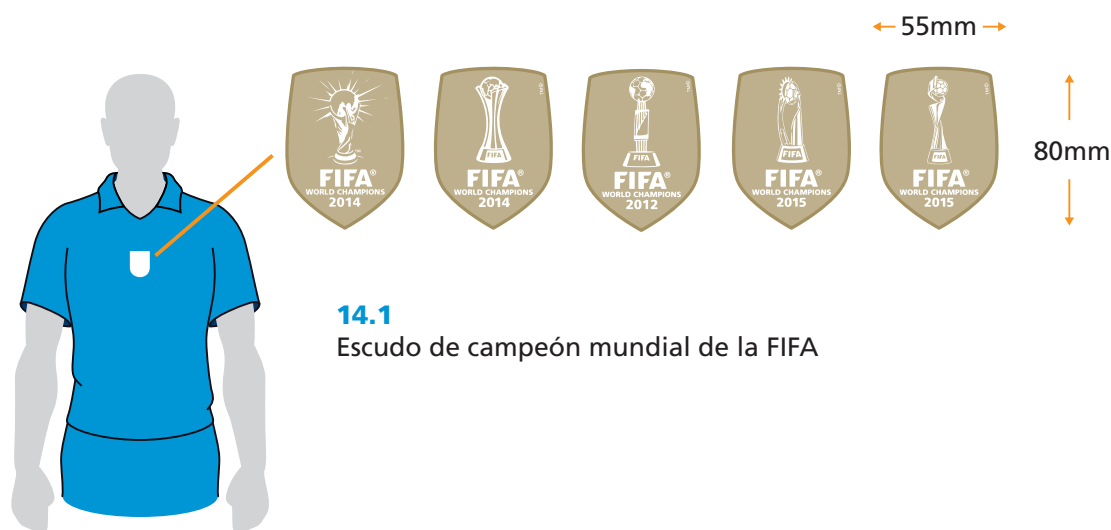 55mm
FIFA
FIFA®
WORLD CHAMPIONS
2014
FIFA
FIFA®
WORLD CHAMPIONS
2014
FIFA
FIFA®
WORLD CHAMPIONS
2012
FIFA
FIFA®
WORLD CHAMPIONS
2015
FIFA®
WORLD CHAMPIONS
2015
80mm
14.1
Escudo de campeón mundial de la FIFA